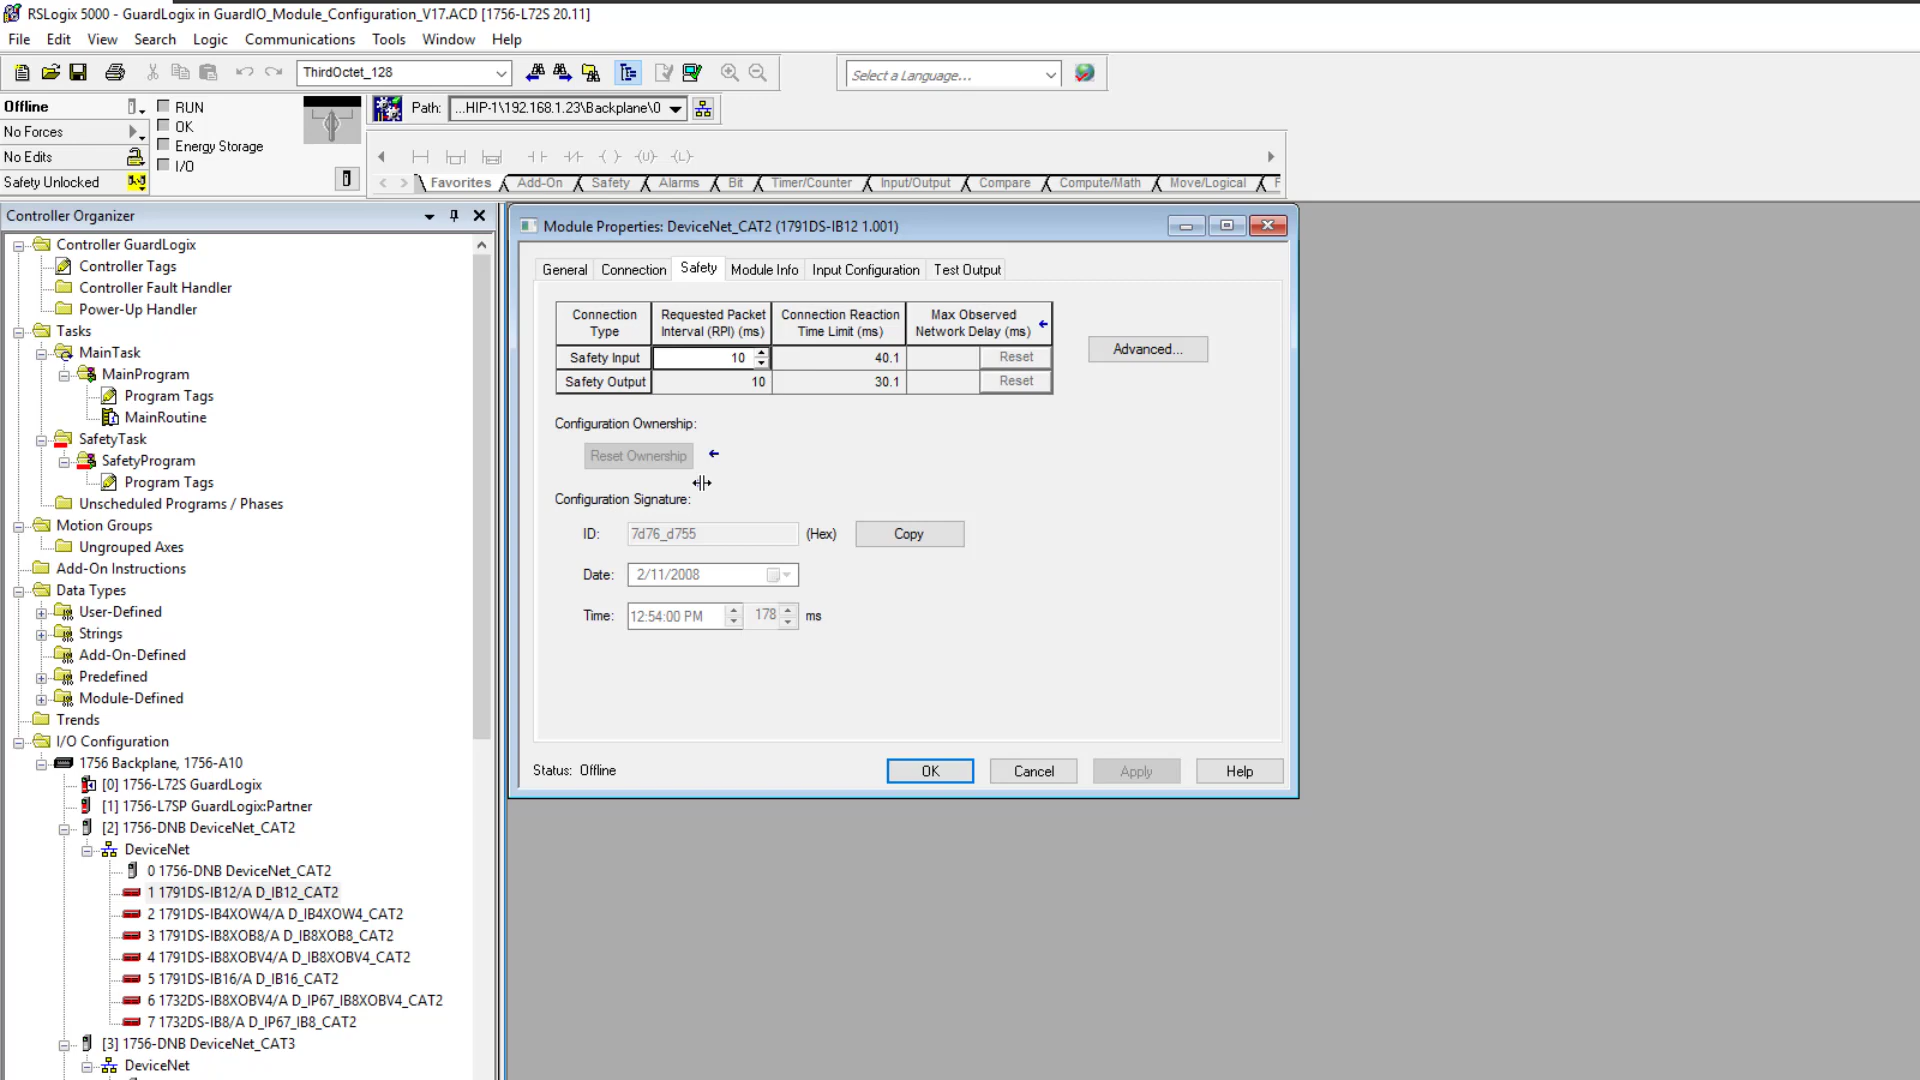 RSLogix 5000 - GuardLogix in GuardIO_Module_Configuration_V17.ACD [1756-L72S 20.11]
File Edit View Search Logic Communications Tools Window Help
ThirdOctet_128
Select a Language...
Offline
RUN
Path: ...HIP-1\192.168.1.23\Backplane\0
No Forces
OK
Energy Storage
No Edits
I/O
Safety Unlocked
Favorites Add-On Safety Alarms Bit Timer/Counter Input/Output Compare Compute/Math Move/Logical F
Controller Organizer
Controller GuardLogix
Controller Tags
Controller Fault Handler
Power-Up Handler
Tasks
MainTask
MainProgram
Program Tags
MainRoutine
SafetyTask
SafetyProgram
Program Tags
Unscheduled Programs / Phases
Motion Groups
Ungrouped Axes
Add-On Instructions
Data Types
User-Defined
Strings
Add-On-Defined
Predefined
Module-Defined
Trends
I/O Configuration
1756 Backplane, 1756-A10
[0] 1756-L72S GuardLogix
[1] 1756-L7SP GuardLogix:Partner
[2] 1756-DNB DeviceNet_CAT2
DeviceNet
0 1756-DNB DeviceNet_CAT2
1 1791DS-IB12/A D_IB12_CAT2
2 1791DS-IB4XOW4/A D_IB4XOW4_CAT2
3 1791DS-IB8XOB8/A D_IB8XOB8_CAT2
4 1791DS-IB8XOBV4/A D_IB8XOBV4_CAT2
5 1791DS-IB16/A D_IB16_CAT2
6 1732DS-IB8XOBV4/A D_IP67_IB8XOBV4_CAT2
7 1732DS-IB8/A D_IP67_IB8_CAT2
[3] 1756-DNB DeviceNet_CAT3
DeviceNet
Module Properties: DeviceNet_CAT2 (1791DS-IB12 1.001)
General Connection Safety Module Info Input Configuration Test Output
Connection Type Requested Packet Interval (RPI) (ms) Connection Reaction Time Limit (ms) Max Observed Network Delay (ms)
Safety Input 10 40.1 Reset
Safety Output 10 30.1 Reset
Advanced...
Configuration Ownership:
Reset Ownership
Configuration Signature:
ID: 7d76_d755 (Hex) Copy
Date: 2/11/2008
Time: 12:54:00 PM 178 ms
Status: Offline OK Cancel Apply Help